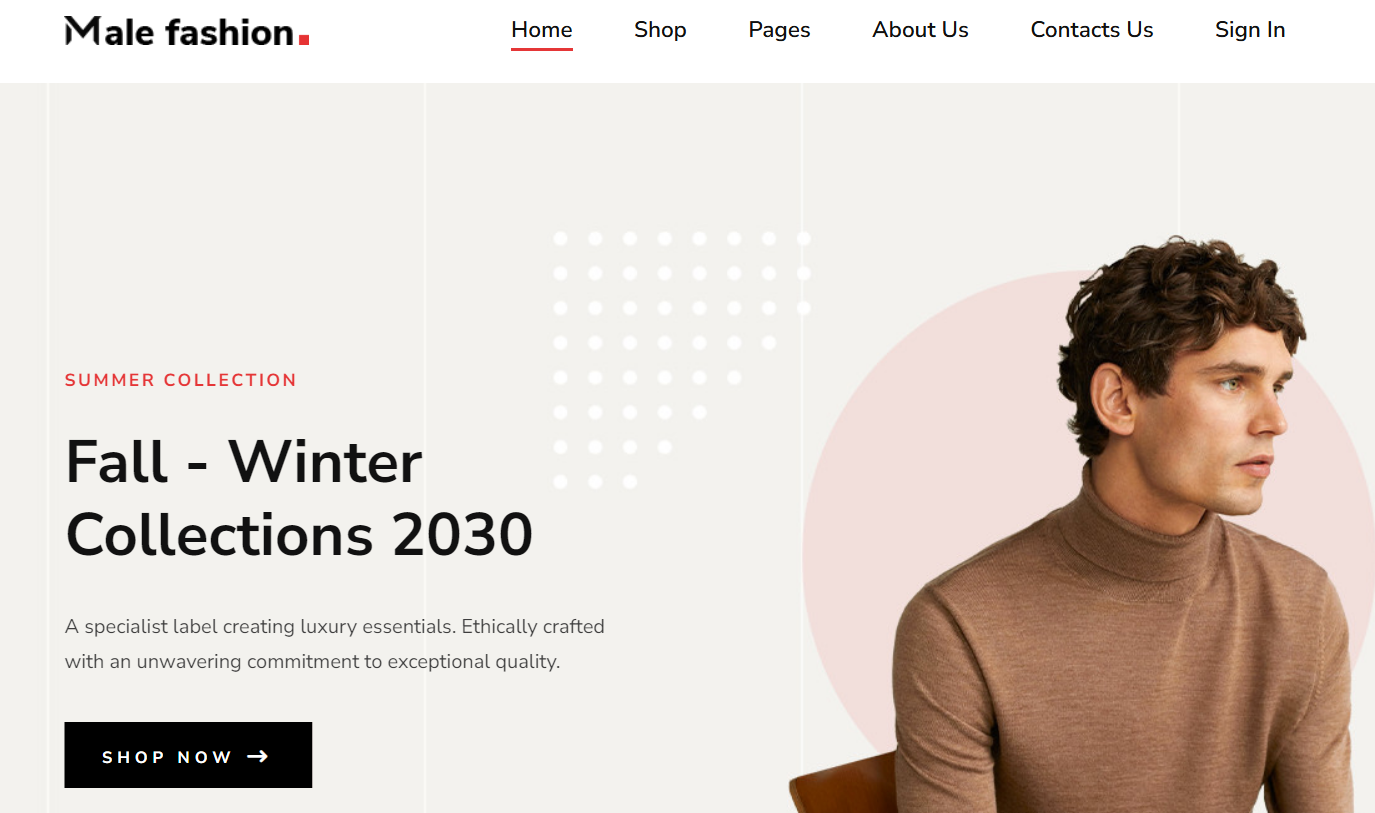 Male fashion.
Home Shop Pages About Us Contacts Us Sign In
SUMMER COLLECTION
Fall - Winter
Collections 2030
A specialist label creating luxury essentials. Ethically crafted
with an unwavering commitment to exceptional quality.
SHOP NOW →